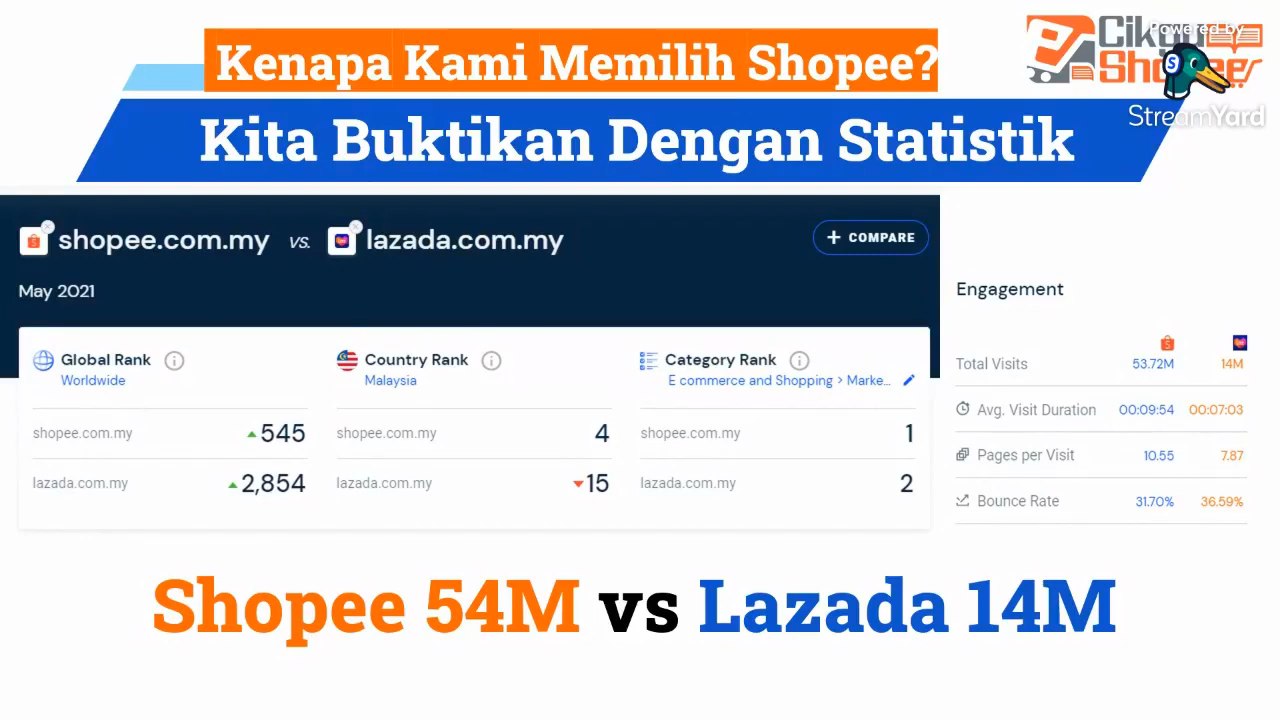 Kenapa Kami Memilih Shopee?
Kita Buktikan Dengan Statistik
Powered by
StreamYard
shopee.com.my vs. lazada.com.my
+ COMPARE
May 2021
Global Rank
Worldwide
shopee.com.my 545
lazada.com.my 2,854
Country Rank
Malaysia
shopee.com.my 4
lazada.com.my 15
Category Rank
E commerce and Shopping > Marke...
shopee.com.my 1
lazada.com.my 2
Engagement
Total Visits 53.72M 14M
Avg. Visit Duration 00:09:54 00:07:03
Pages per Visit 10.55 7.87
Bounce Rate 31.70% 36.59%
Shopee 54M vs Lazada 14M